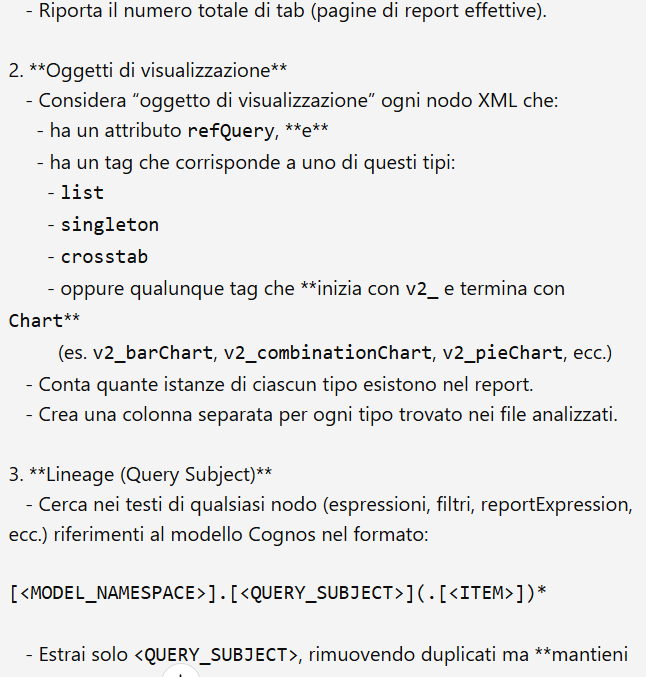 - Riporta il numero totale di tab (pagine di report effettive).
2. **Oggetti di visualizzazione**
- Considera “oggetto di visualizzazione” ogni nodo XML che:
- ha un attributo refQuery, **e**
- ha un tag che corrisponde a uno di questi tipi:
- list
- singleton
- crosstab
- oppure qualunque tag che **inizia con v2_ e termina con
Chart**
(es. v2_barChart, v2_combinationChart, v2_pieChart, ecc.)
- Conta quante istanze di ciascun tipo esistono nel report.
- Crea una colonna separata per ogni tipo trovato nei file analizzati.
3. **Lineage (Query Subject)**
- Cerca nei testi di qualsiasi nodo (espressioni, filtri, reportExpression,
ecc.) riferimenti al modello Cognos nel formato:
[<MODEL_NAMESPACE>].[<QUERY_SUBJECT>](.[<ITEM>])*
- Estrai solo <QUERY_SUBJECT>, rimuovendo duplicati ma **mantieni